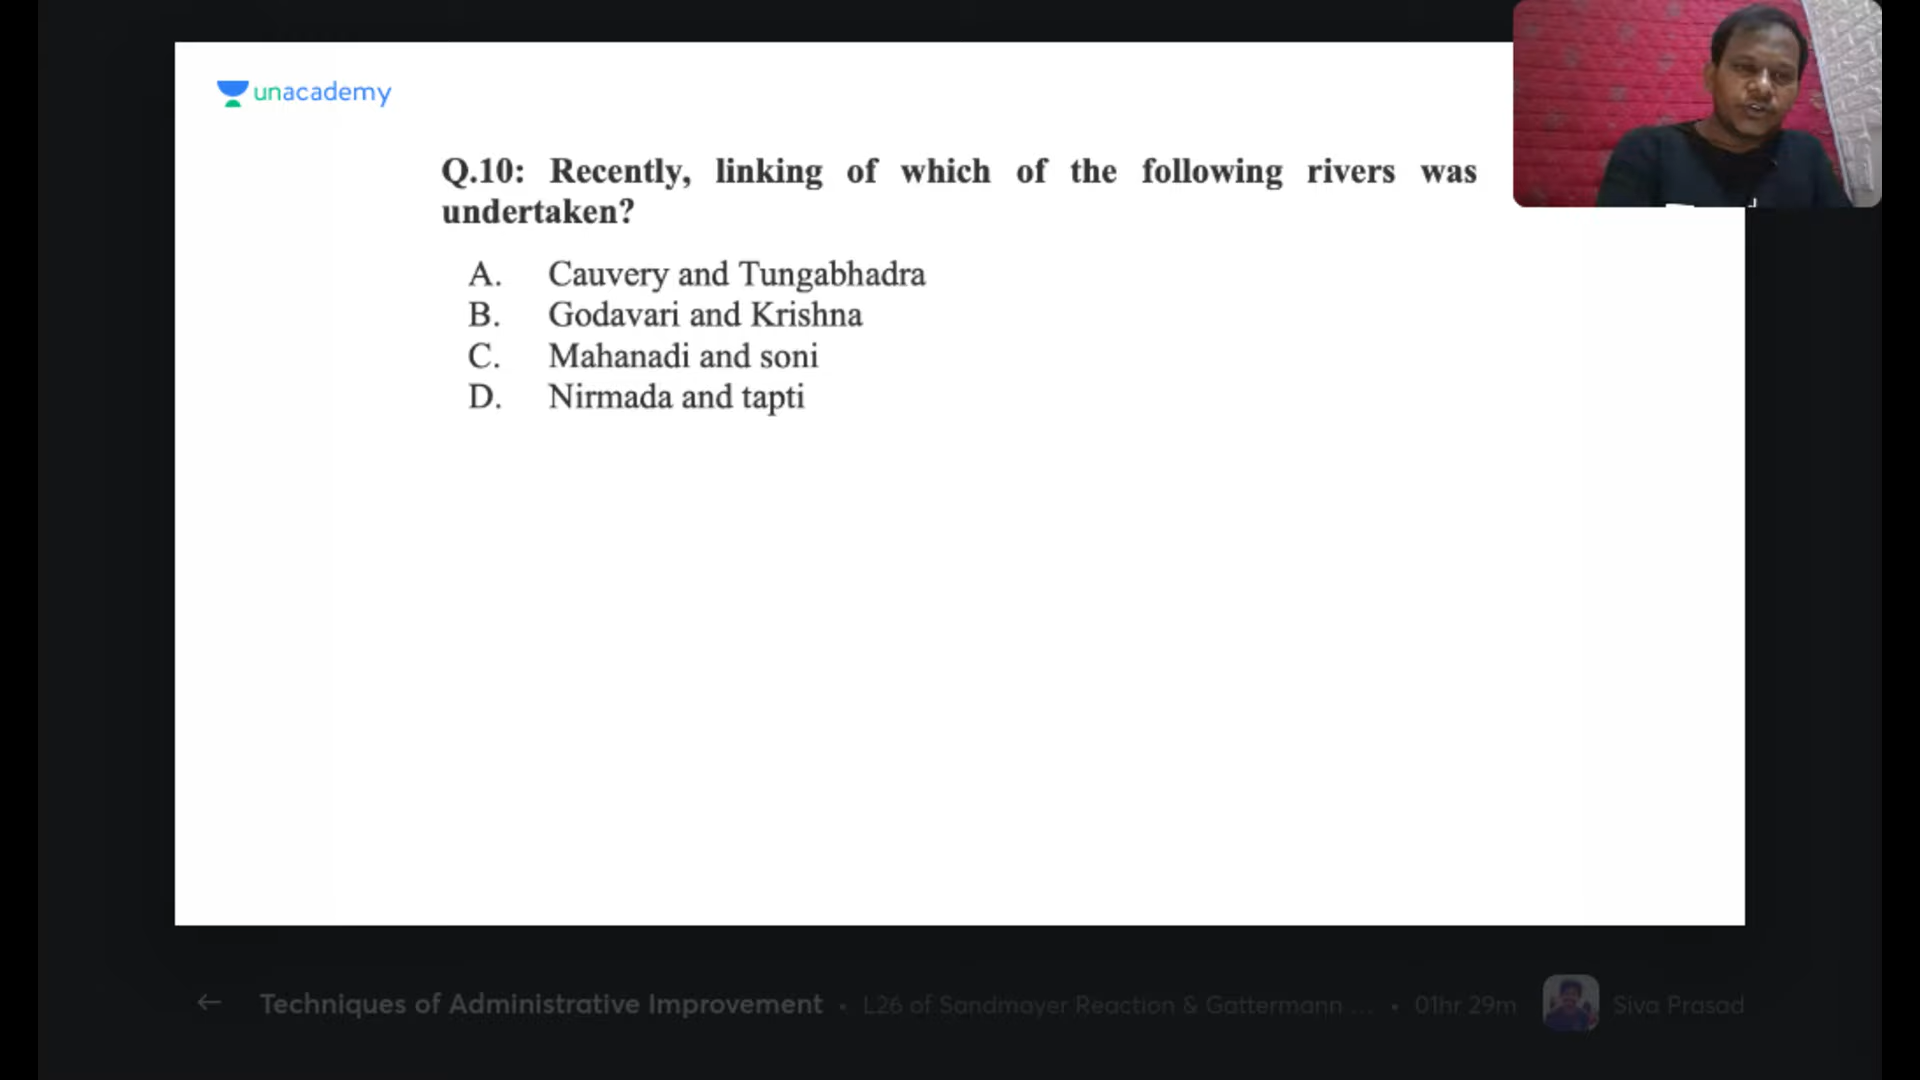 unacademy
Q.10: Recently, linking of which of the following rivers was
undertaken?
A. Cauvery and Tungabhadra
B. Godavari and Krishna
C. Mahanadi and soni
D. Nirmada and tapti
← Techniques of Administrative Improvement • L26 of Sandmayer Reaction & Gattermann ... • 01hr 29m Siva Prasad